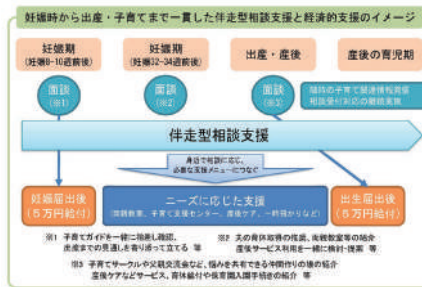 妊娠時から出産・子育てまで一貫した伴走型相談支援と経済的支援のイメージ
妊娠期
(妊娠8-10週前後)
妊娠期
(妊娠32-34週前後)
出産・産後
産後の育児期
面談
(※1)
面談
(※2)
面談
(※3)
随時の子育て関連情報発信
相談受付対応の継続実施
伴走型相談支援
身近で相談に応じ、
必要な支援メニューにつなぐ
妊娠届出後
(5万円給付)
ニーズに応じた支援
(両親教室、子育て支援センター、産後ケア、一時預かりなど)
出生届出後
(5万円給付)
※1 子育てガイドを一緒に指差し確認、
出産までの見通しを寄り添って立てる 等
※2 夫の育休取得の推奨、両親教室等の紹介
産後サービス利用を一緒に検討・提案 等
※3 子育てサークルや父親交流会など、悩みを共有できる仲間作りの場の紹介
産後ケアなどサービス、育休給付や保育園入園手続きの紹介 等